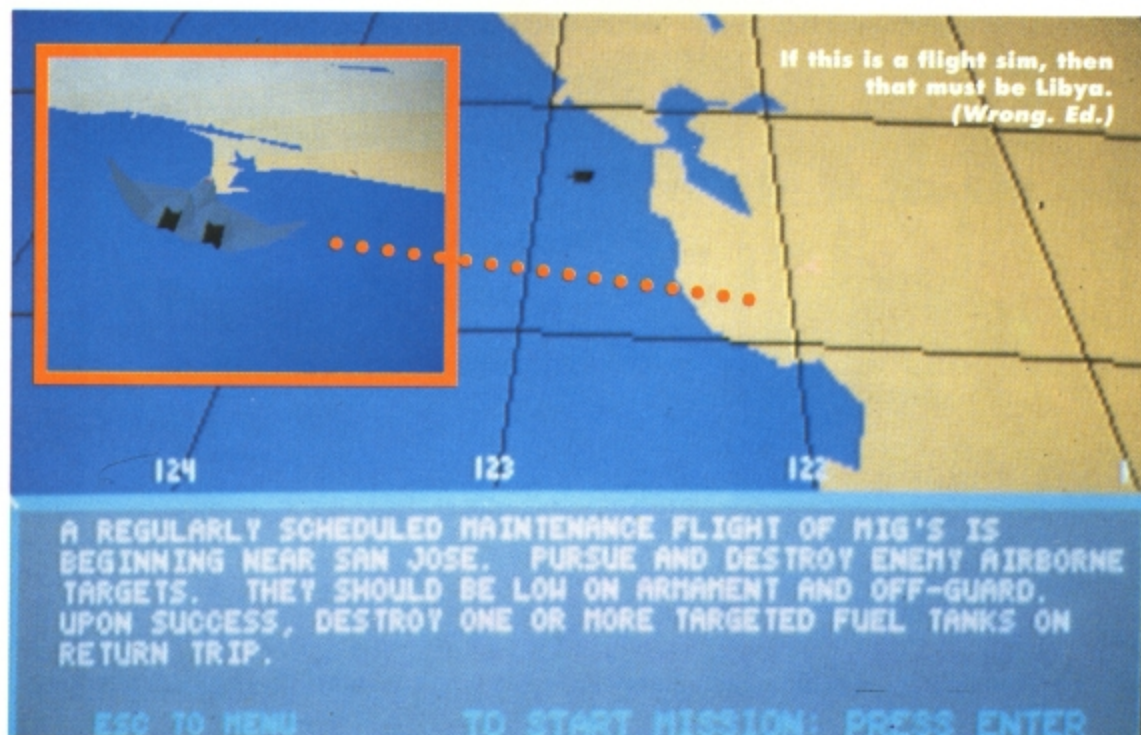 If this is a flight sim, then
that must be Libya.
(Wrong. Ed.)
124
123
122
A REGULARLY SCHEDULED MAINTENANCE FLIGHT OF MIG'S IS
BEGINNING NEAR SAN JOSE. PURSUE AND DESTROY ENEMY AIRBORNE
TARGETS. THEY SHOULD BE LOW ON ARMAMENT AND OFF-GUARD.
UPON SUCCESS, DESTROY ONE OR MORE TARGETED FUEL TANKS ON
RETURN TRIP.
ESC TO MENU
TO START MISSION: PRESS ENTER